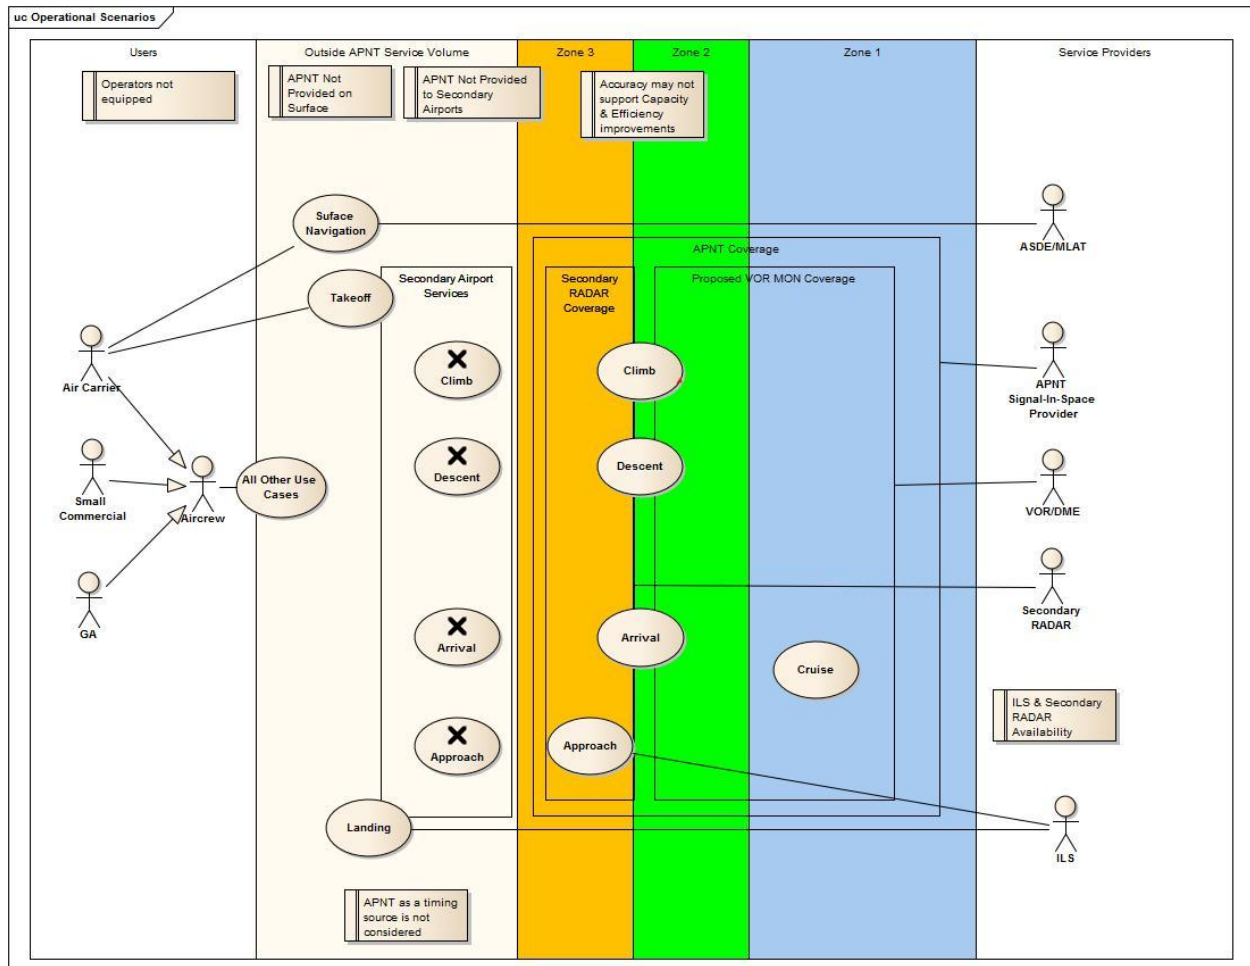 uc Operational Scenarios
Users
Outside APNT Service Volume
Zone 3
Zone 2
Zone 1
Service Providers
Operators not
equipped
APNT Not
Provided on
Surface
APNT Not Provided
to Secondary
Airports
Accuracy may not
support Capacity
& Efficiency
improvements
Suface
Navigation
ASDE/MLAT
APNT Coverage
Takeoff
Secondary Airport
Services
Secondary
RADAR
Coverage
Proposed VOR MON Coverage
Air Carrier
Climb
Climb
APNT
Signal-In-Space
Provider
Small
Commercial
Aircrew
All Other Use
Cases
Descent
Descent
VOR/DME
GA
Arrival
Arrival
Cruise
Secondary
RADAR
ILS & Secondary
RADAR
Availability
Approach
Approach
Landing
ILS
APNT as a timing
source is not
considered